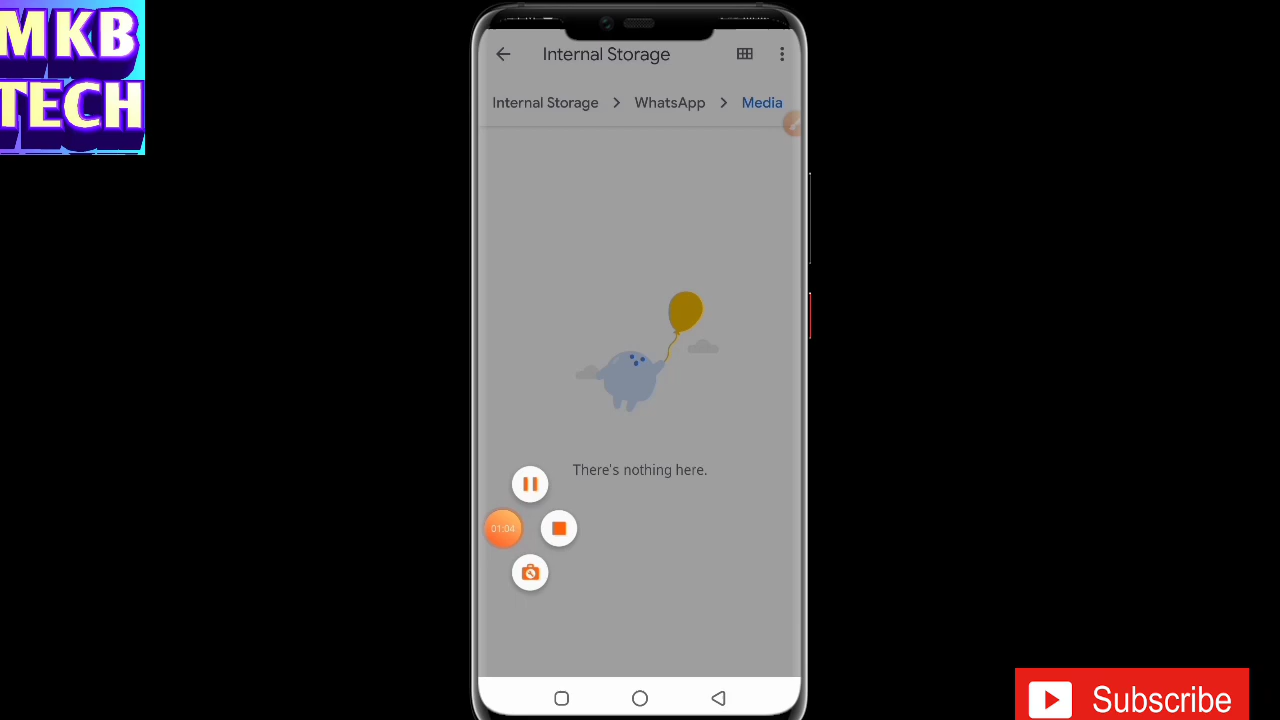 MKB
TECH
Internal Storage
Internal Storage > WhatsApp > Media
There's nothing here.
01:04
Subscribe